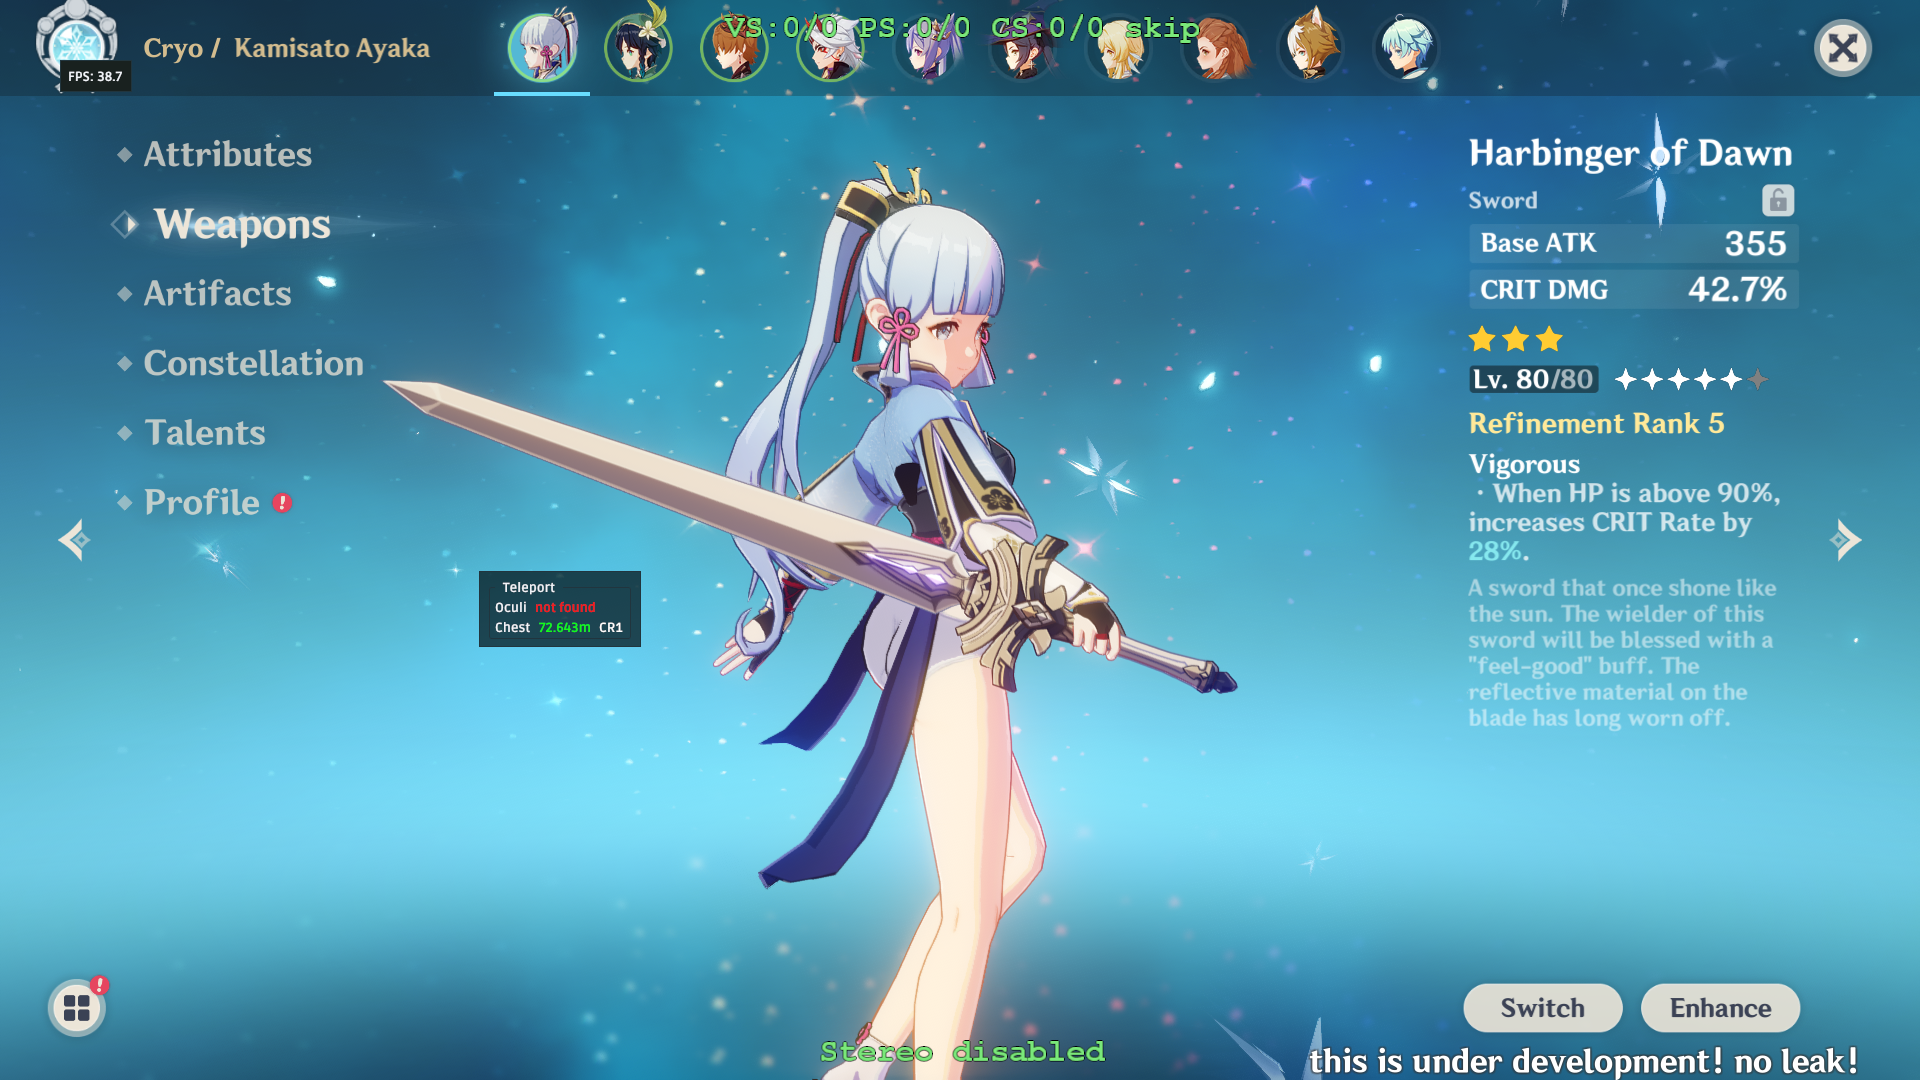 VS:0/0 PS:0/0 CS:0/0 skip
Cryo / Kamisato Ayaka
FPS: 38.7
Attributes
Weapons
Artifacts
Constellation
Talents
Profile
Teleport
Oculi not found
Chest 72.643m CR1
Harbinger of Dawn
Sword
Base ATK 355
CRIT DMG 42.7%
Lv. 80/80
Refinement Rank 5
Vigorous
· When HP is above 90%,
increases CRIT Rate by
28%.
A sword that once shone like
the sun. The wielder of this
sword will be blessed with a
"feel-good" buff. The
reflective material on the
blade has long worn off.
Switch
Enhance
Stereo disabled
this is under development! no leak!